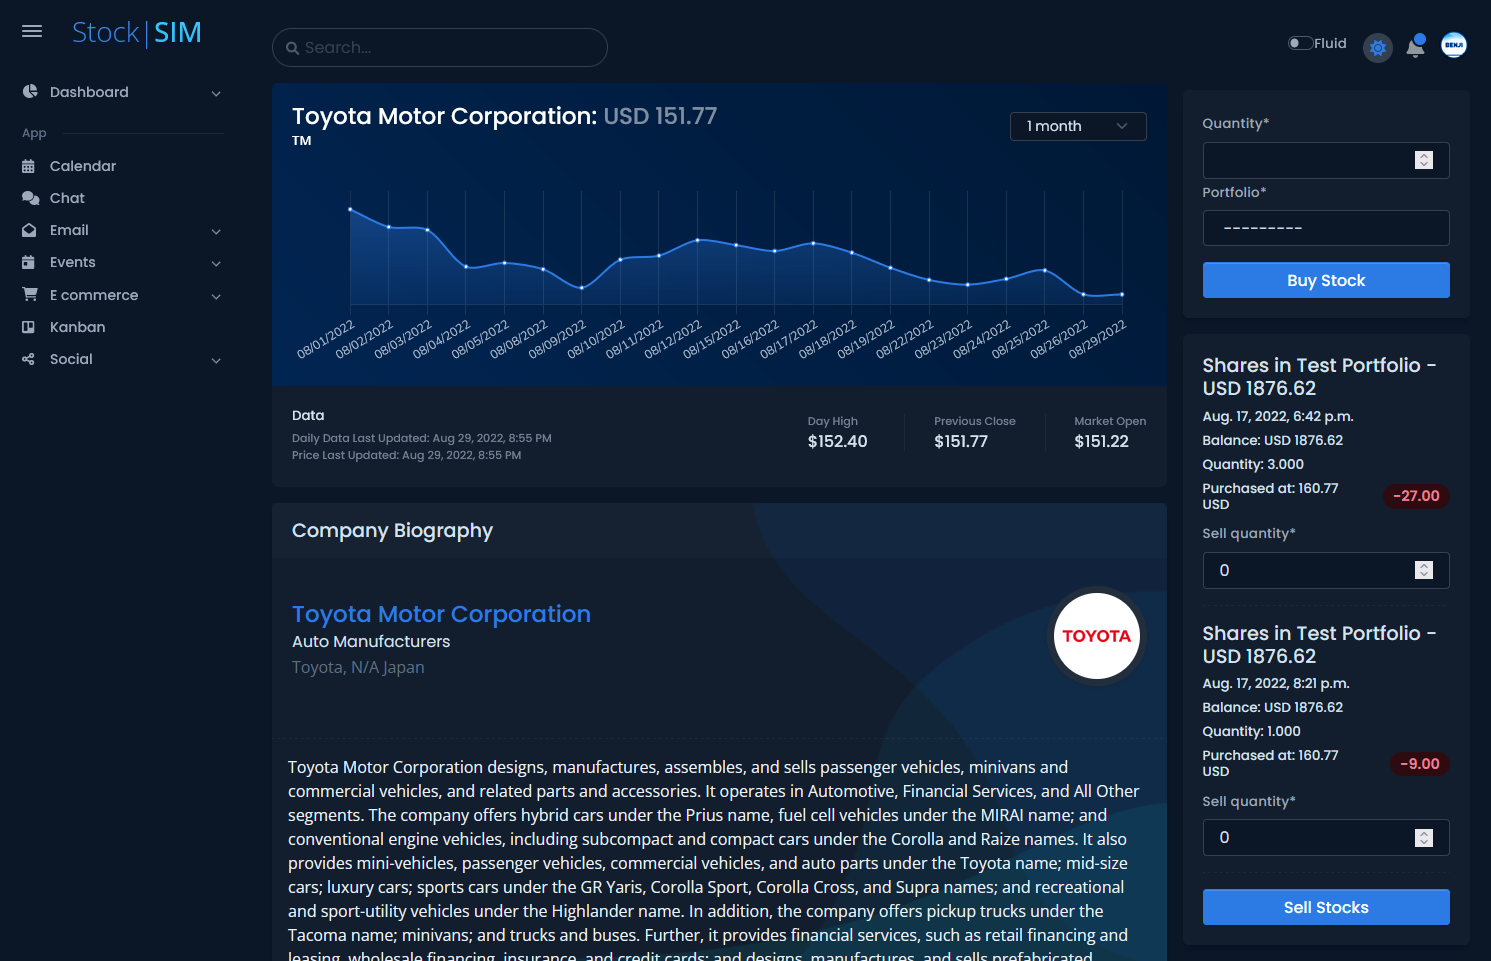 Stock|SIM
Search...
Fluid
BENJI
Dashboard
App
Calendar
Chat
Email
Events
E commerce
Kanban
Social
Toyota Motor Corporation: USD 151.77
TM
1 month
08/01/2022
08/02/2022
08/03/2022
08/04/2022
08/05/2022
08/08/2022
08/09/2022
08/10/2022
08/11/2022
08/12/2022
08/15/2022
08/16/2022
08/17/2022
08/18/2022
08/19/2022
08/22/2022
08/23/2022
08/24/2022
08/25/2022
08/26/2022
08/29/2022
Data
Daily Data Last Updated: Aug 29, 2022, 8:55 PM
Price Last Updated: Aug 29, 2022, 8:55 PM
Day High
$152.40
Previous Close
$151.77
Market Open
$151.22
Company Biography
Toyota Motor Corporation
Auto Manufacturers
Toyota, N/A Japan
TOYOTA
Toyota Motor Corporation designs, manufactures, assembles, and sells passenger vehicles, minivans and
commercial vehicles, and related parts and accessories. It operates in Automotive, Financial Services, and All Other
segments. The company offers hybrid cars under the Prius name, fuel cell vehicles under the MIRAI name; and
conventional engine vehicles, including subcompact and compact cars under the Corolla and Raize names. It also
provides mini-vehicles, passenger vehicles, commercial vehicles, and auto parts under the Toyota name; mid-size
cars; luxury cars; sports cars under the GR Yaris, Corolla Sport, Corolla Cross, and Supra names; and recreational
and sport-utility vehicles under the Highlander name. In addition, the company offers pickup trucks under the
Tacoma name; minivans; and trucks and buses. Further, it provides financial services, such as retail financing and
leasing, wholesale financing, insurance, and credit cards; and designs, manufactures, and sells prefabricated
Quantity*
Portfolio*
---------
Buy Stock
Shares in Test Portfolio -
USD 1876.62
Aug. 17, 2022, 6:42 p.m.
Balance: USD 1876.62
Quantity: 3.000
Purchased at: 160.77
USD
-27.00
Sell quantity*
0
Shares in Test Portfolio -
USD 1876.62
Aug. 17, 2022, 8:21 p.m.
Balance: USD 1876.62
Quantity: 1.000
Purchased at: 160.77
USD
-9.00
Sell quantity*
0
Sell Stocks